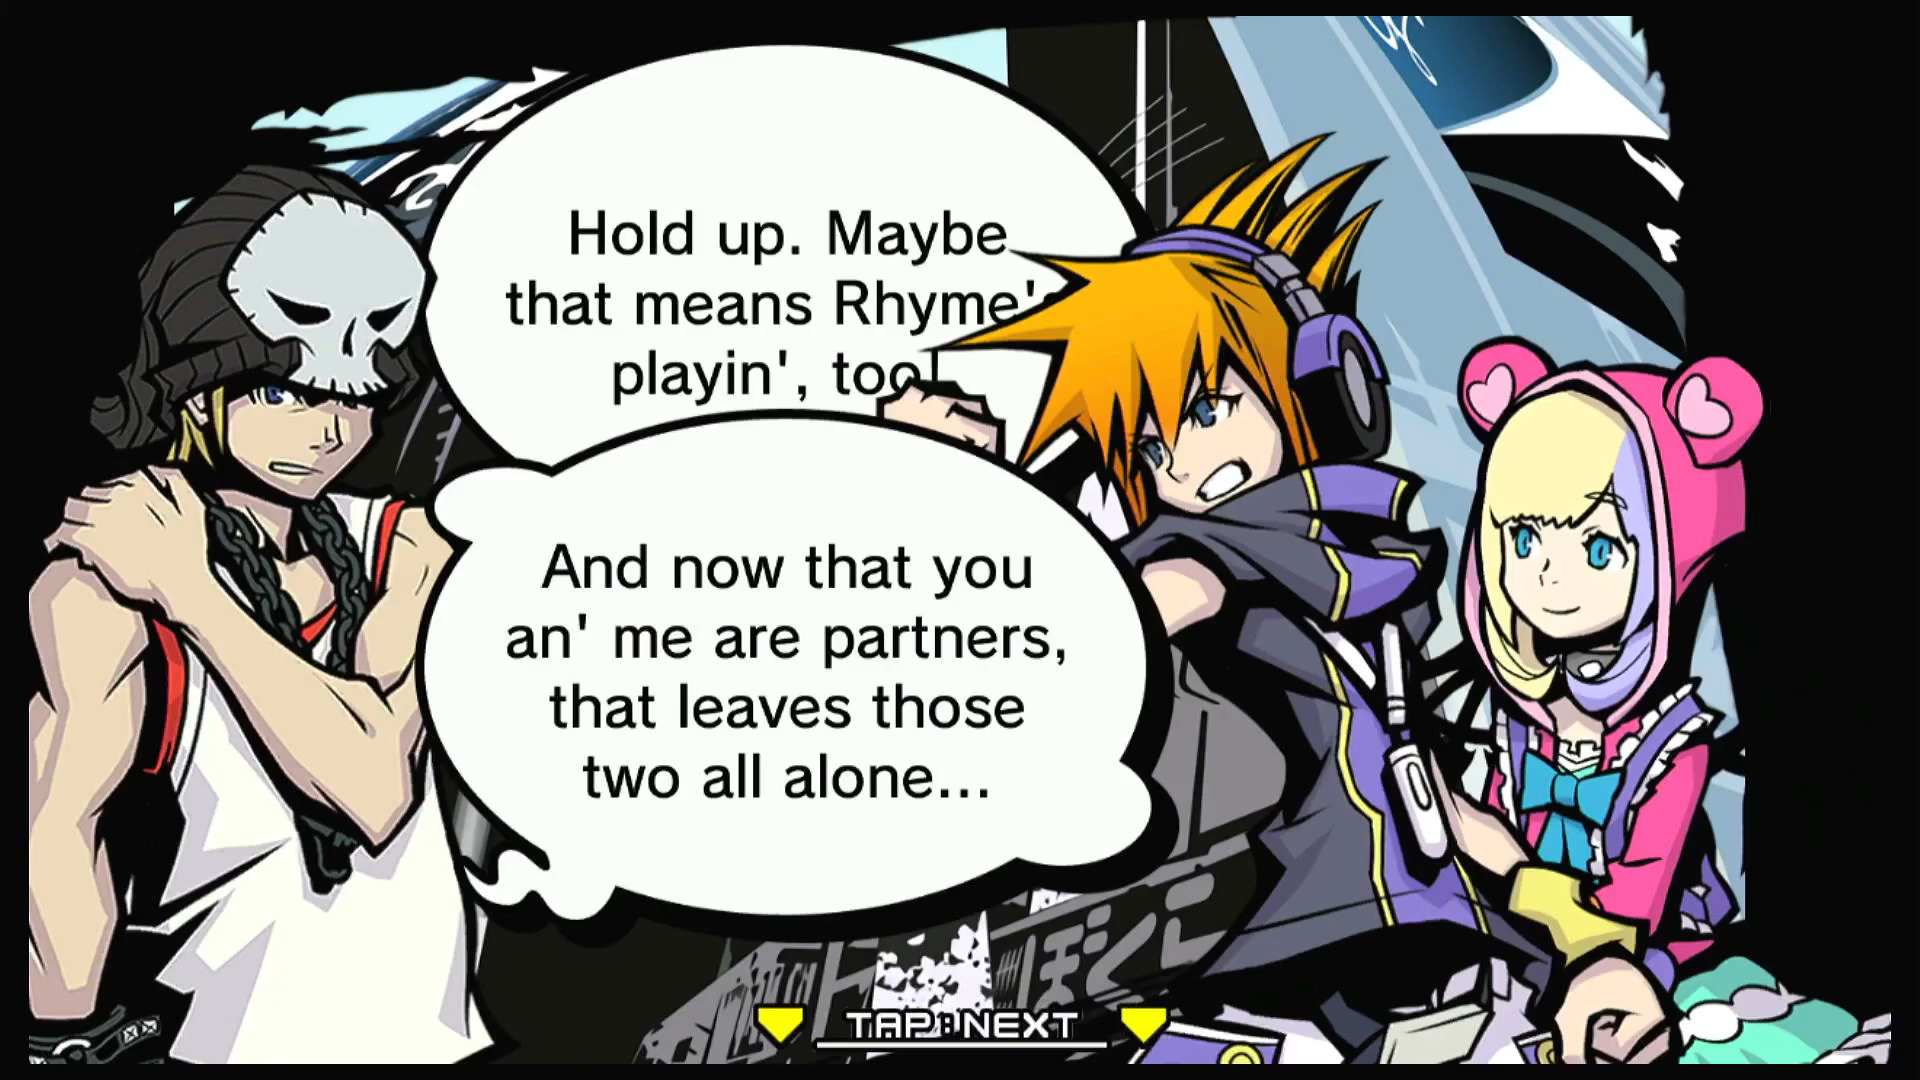 Hold up. Maybe
that means Rhyme's
playin', too!
And now that you
an' me are partners,
that leaves those
two all alone...
TAP:NEXT